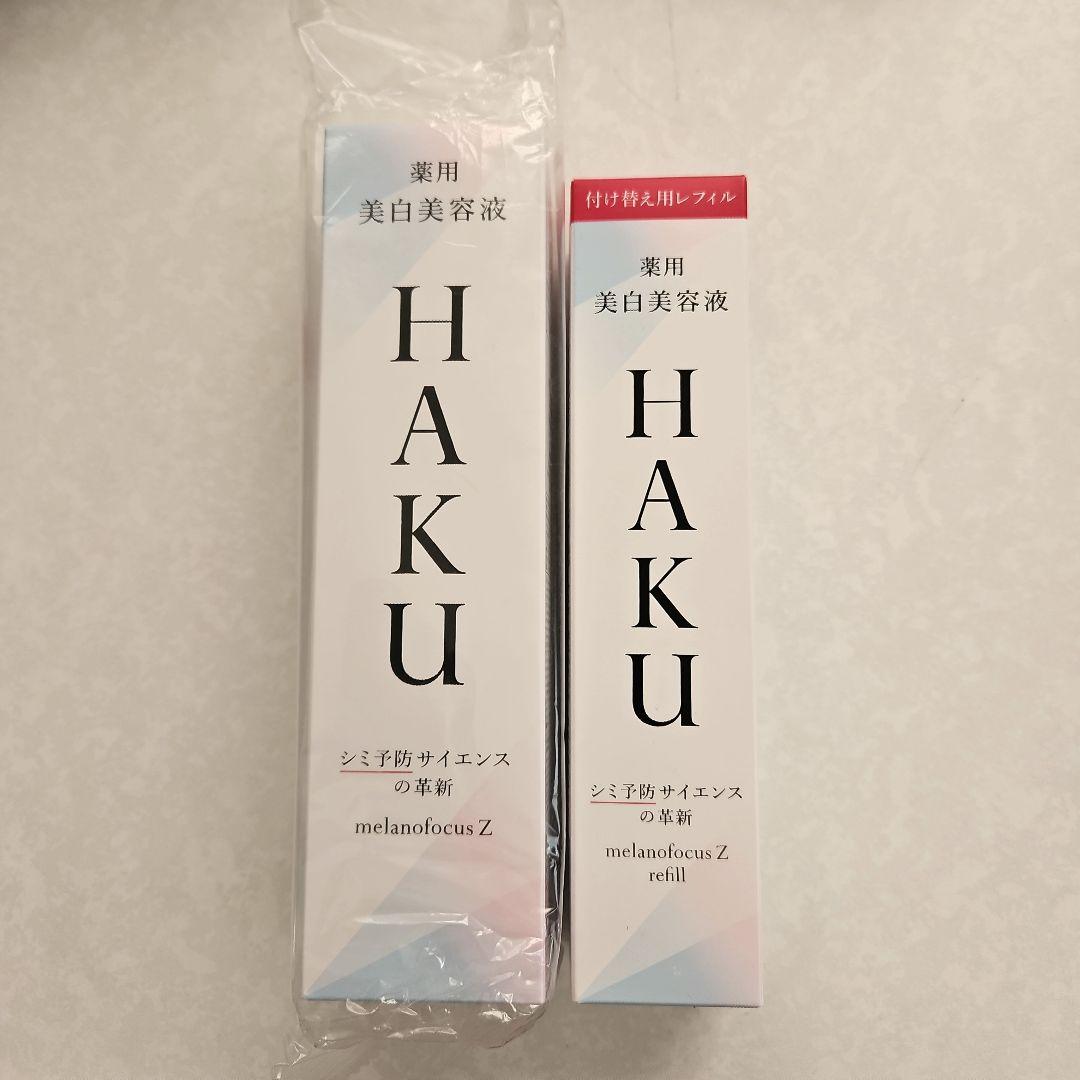 薬用
美白美容液
HAKU
シミ予防サイエンス
の革新
melanofocus Z
付け替え用レフィル
薬用
美白美容液
HAKU
シミ予防サイエンス
の革新
melanofocus Z
refill